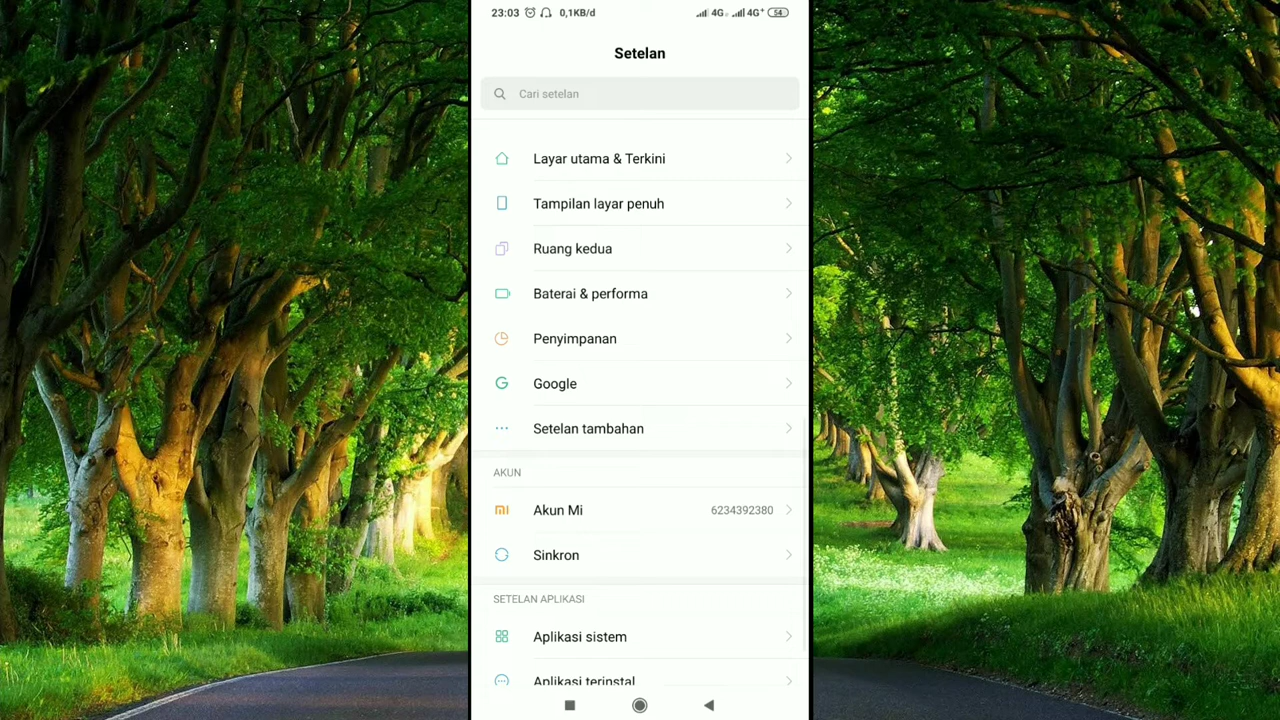 23:03 0,1KB/d 4G 4G⁺ 54
Setelan
Cari setelan
Layar utama & Terkini
Tampilan layar penuh
Ruang kedua
Baterai & performa
Penyimpanan
Google
Setelan tambahan
AKUN
Akun Mi 6234392380
Sinkron
SETELAN APLIKASI
Aplikasi sistem
Aplikasi terinstal